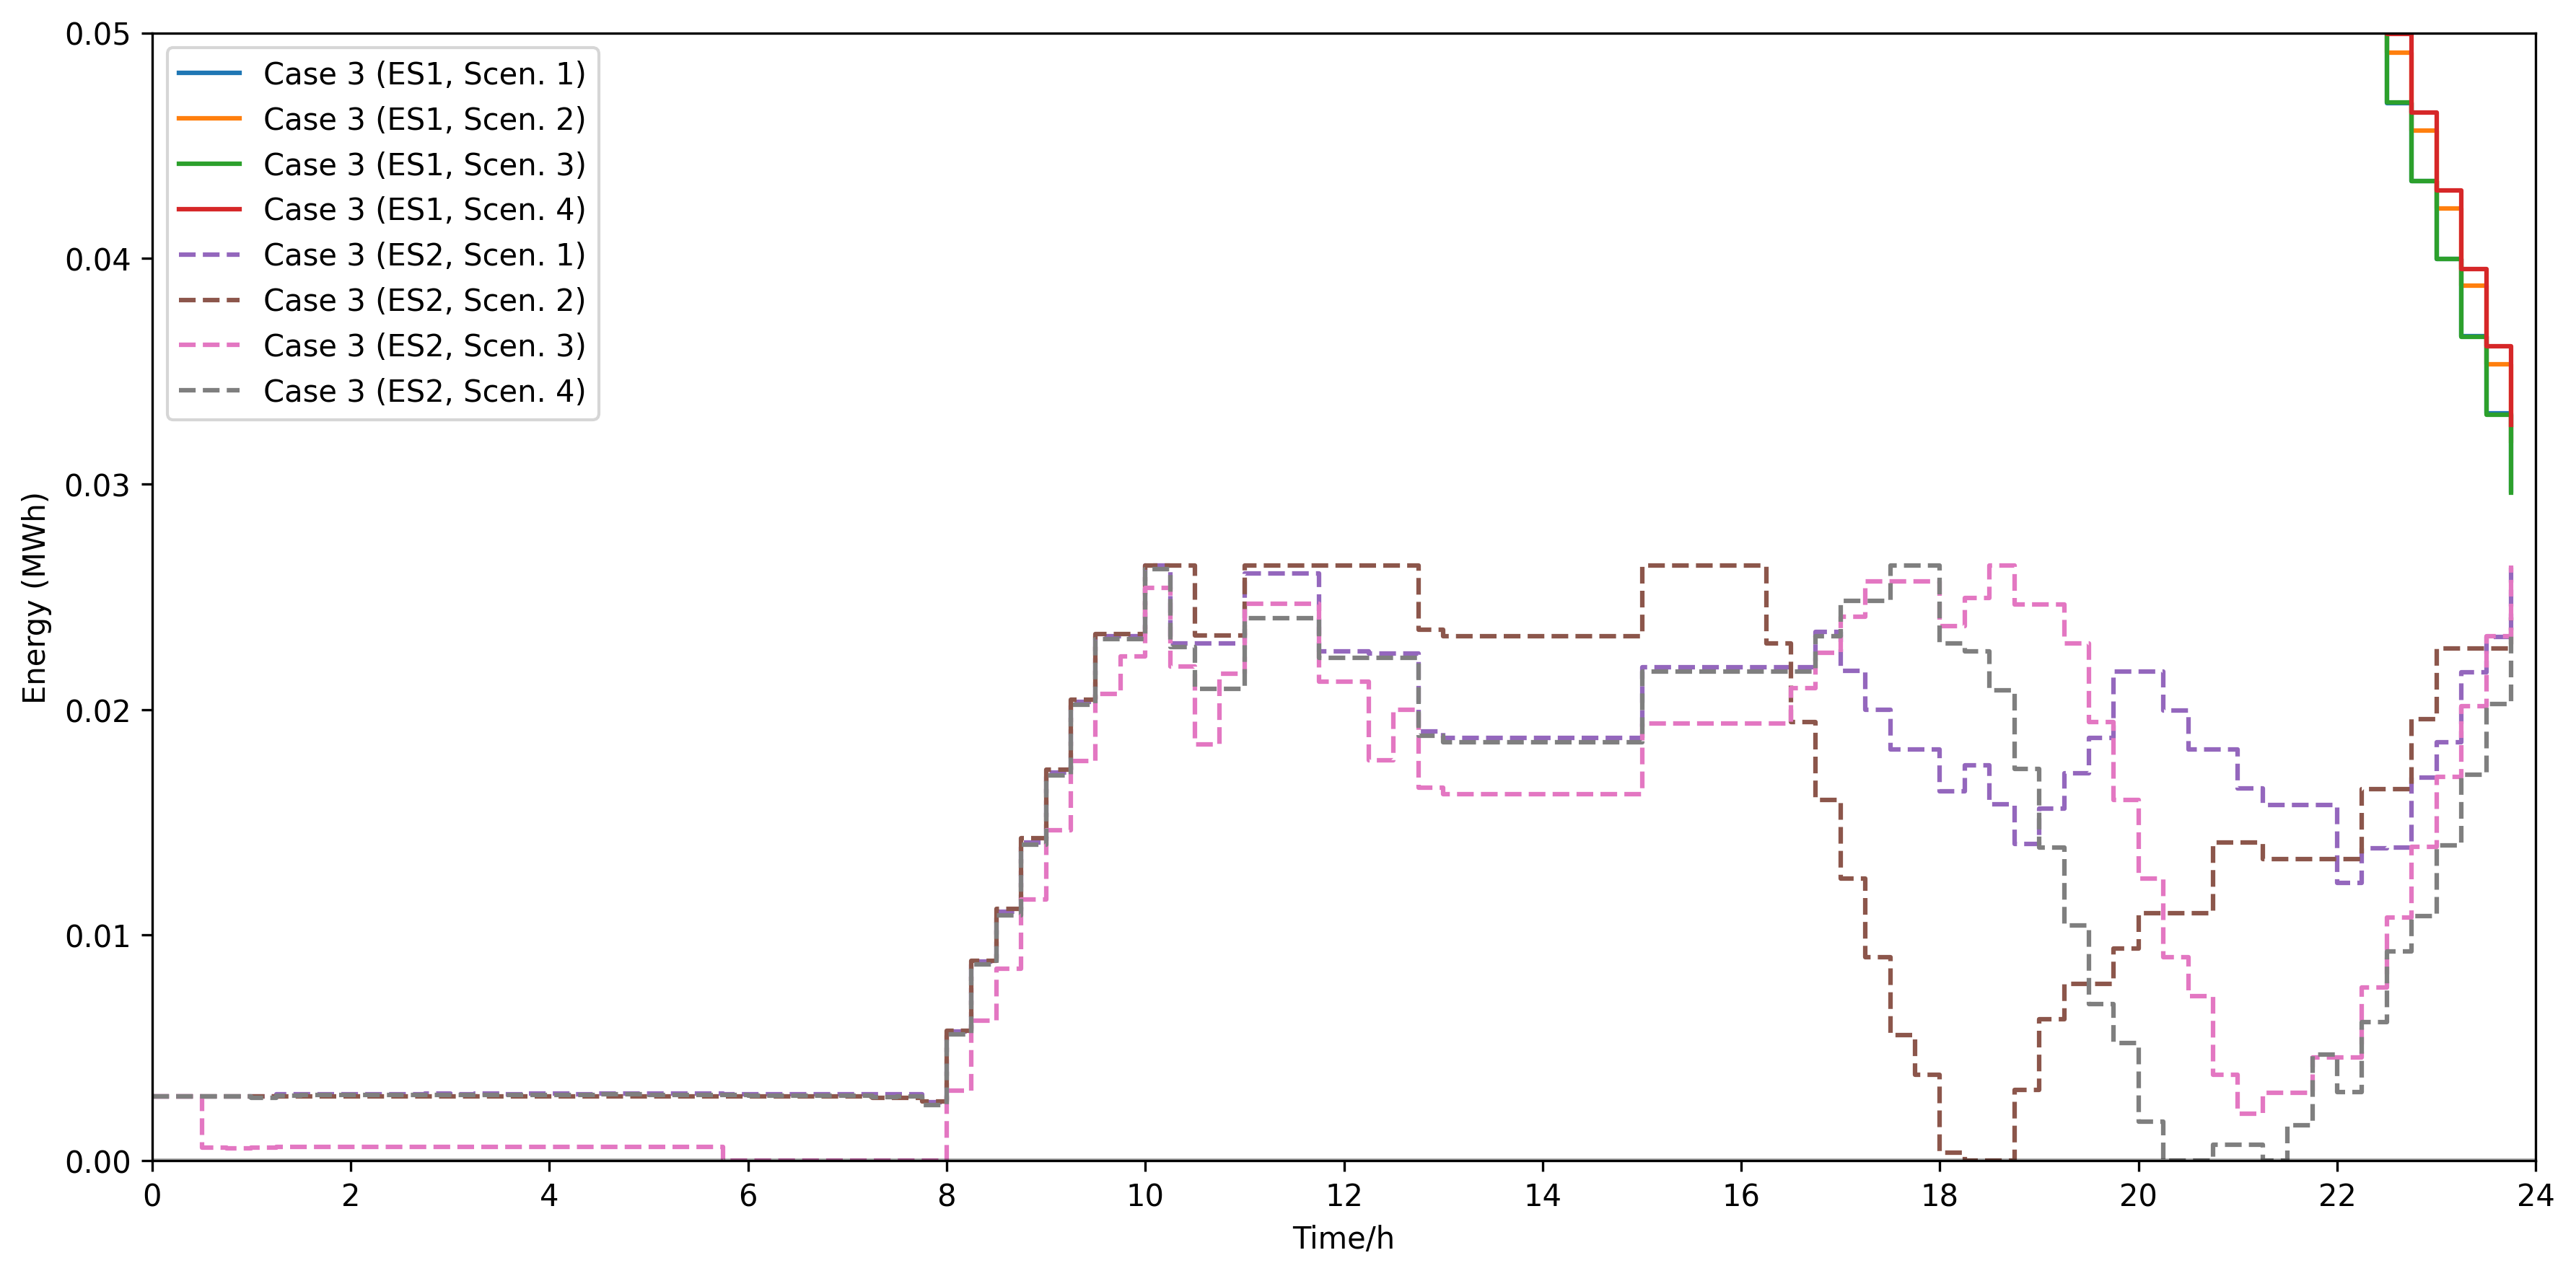 0.05
0.04
0.03
0.02
0.01
0.00
Energy (MWh)
Case 3 (ES1, Scen. 1)
Case 3 (ES1, Scen. 2)
Case 3 (ES1, Scen. 3)
Case 3 (ES1, Scen. 4)
Case 3 (ES2, Scen. 1)
Case 3 (ES2, Scen. 2)
Case 3 (ES2, Scen. 3)
Case 3 (ES2, Scen. 4)
0 2 4 6 8 10 12 14 16 18 20 22 24
Time/h